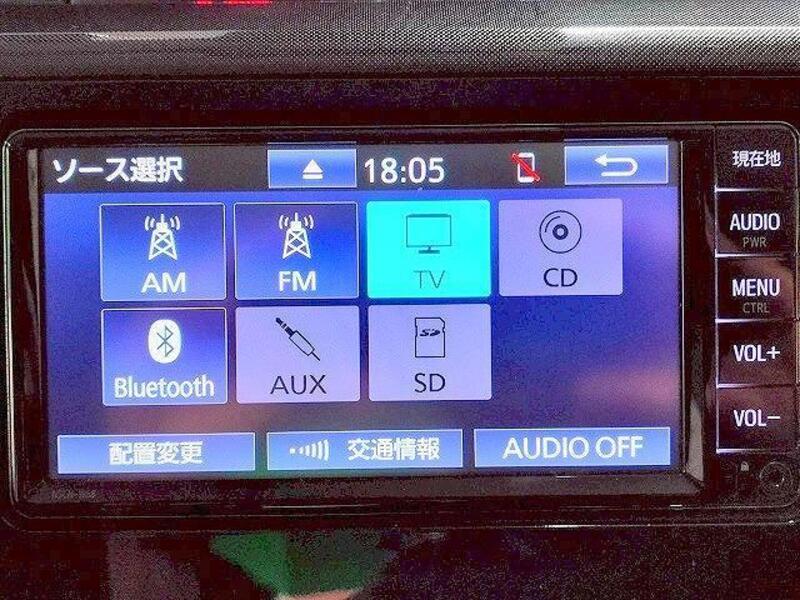 ソース選択 18:05
現在地
AM FM TV CD
AUDIO
PWR
MENU
CTRL
Bluetooth AUX SD
VOL+
VOL-
配置変更 交通情報 AUDIO OFF